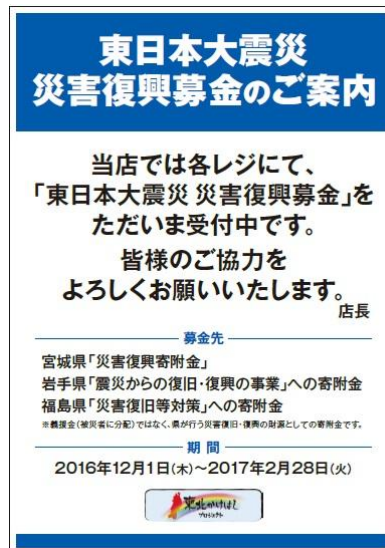 東日本大震災
災害復興募金のご案内
当店では各レジにて、
「東日本大震災 災害復興募金」を
ただいま受付中です。
皆様のご協力を
よろしくお願いいたします。
店長
募金先
宮城県「災害復興寄附金」
岩手県「震災からの復旧・復興の事業」への寄附金
福島県「災害復旧等対策」への寄附金
※義援金(被災者に分配)ではなく、県が行う災害復旧・復興の財源としての寄附金です。
期間
2016年12月1日(木)～2017年2月28日(火)
東北かけはし
プロジェクト